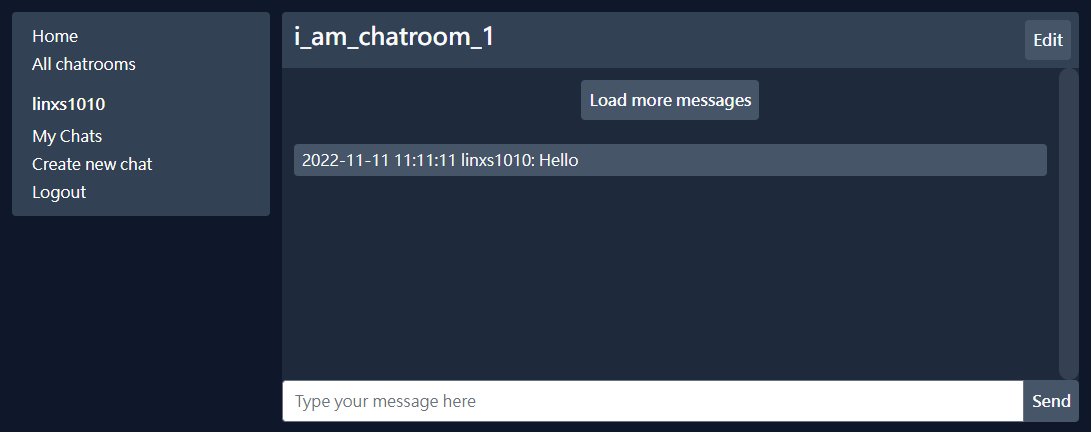 Home
All chatrooms
linxs1010
My Chats
Create new chat
Logout
i_am_chatroom_1
Edit
Load more messages
2022-11-11 11:11:11 linxs1010: Hello
Type your message here
Send